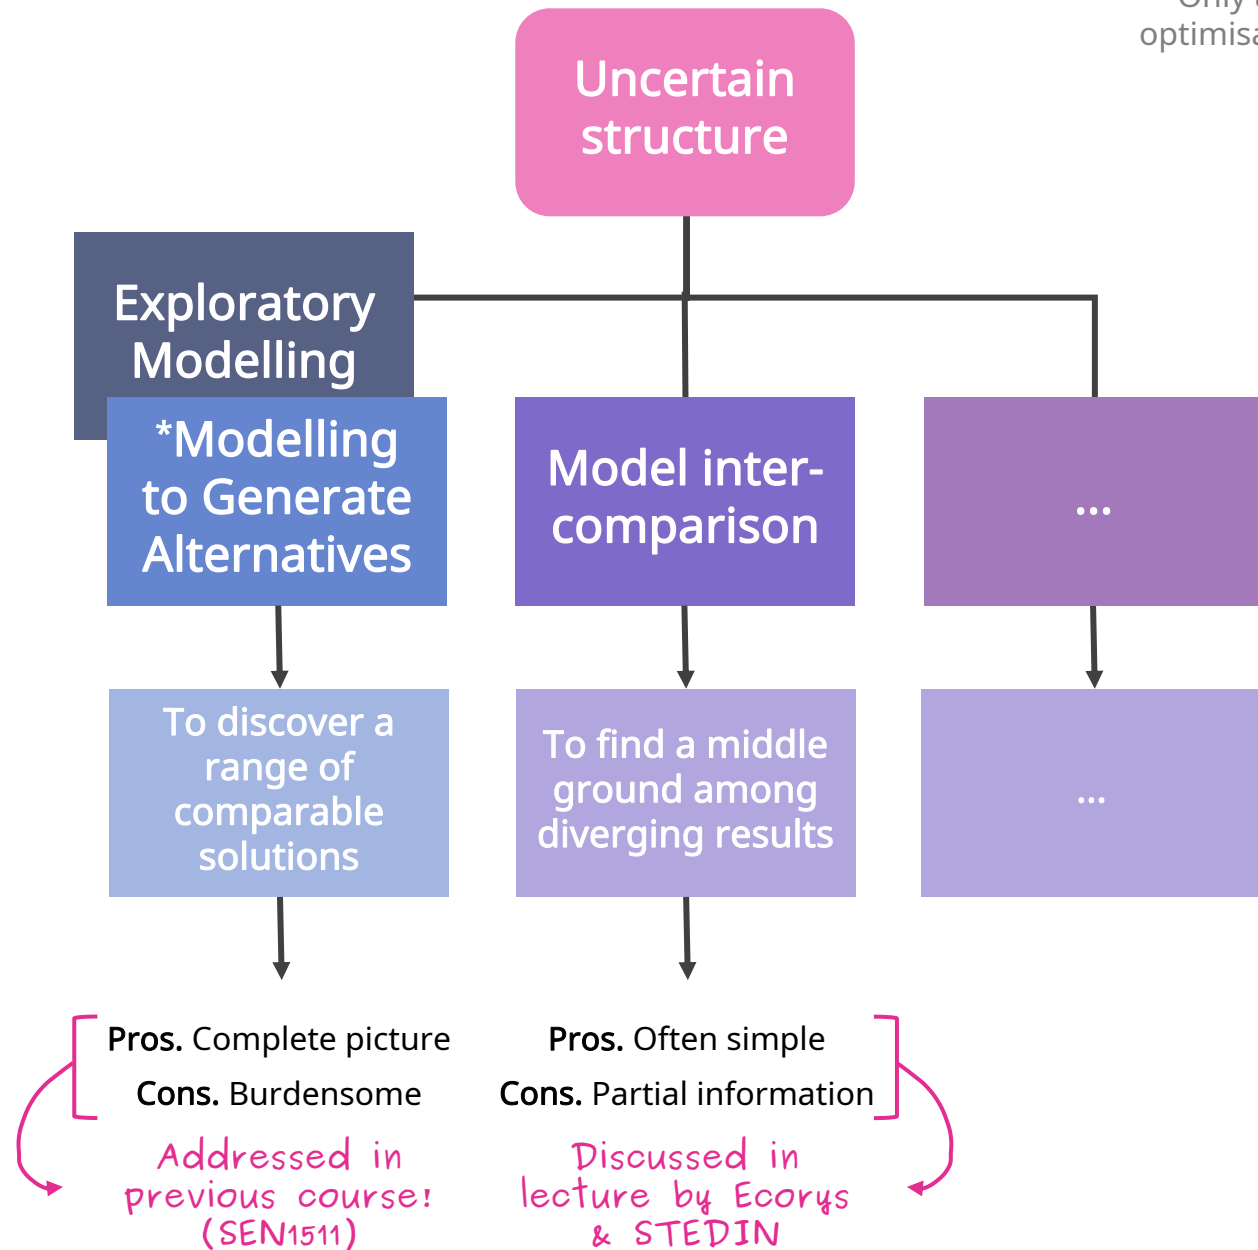 Only
optimisa
Uncertain
structure
Exploratory
Modelling
*Modelling
to Generate
Alternatives
Model inter-
comparison
...
To discover a
range of
comparable
solutions
To find a middle
ground among
diverging results
...
Pros. Complete picture
Cons. Burdensome
Pros. Often simple
Cons. Partial information
Addressed in
previous course!
(SEN1511)
Discussed in
lecture by Ecorys
& STEDIN